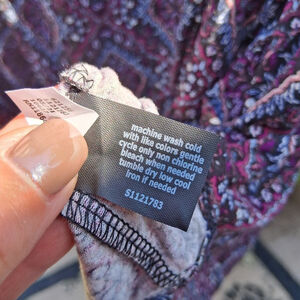 machine wash cold
with like colors gentle
cycle only non chlorine
bleach when needed
tumble dry low cool
iron if needed
S1121783